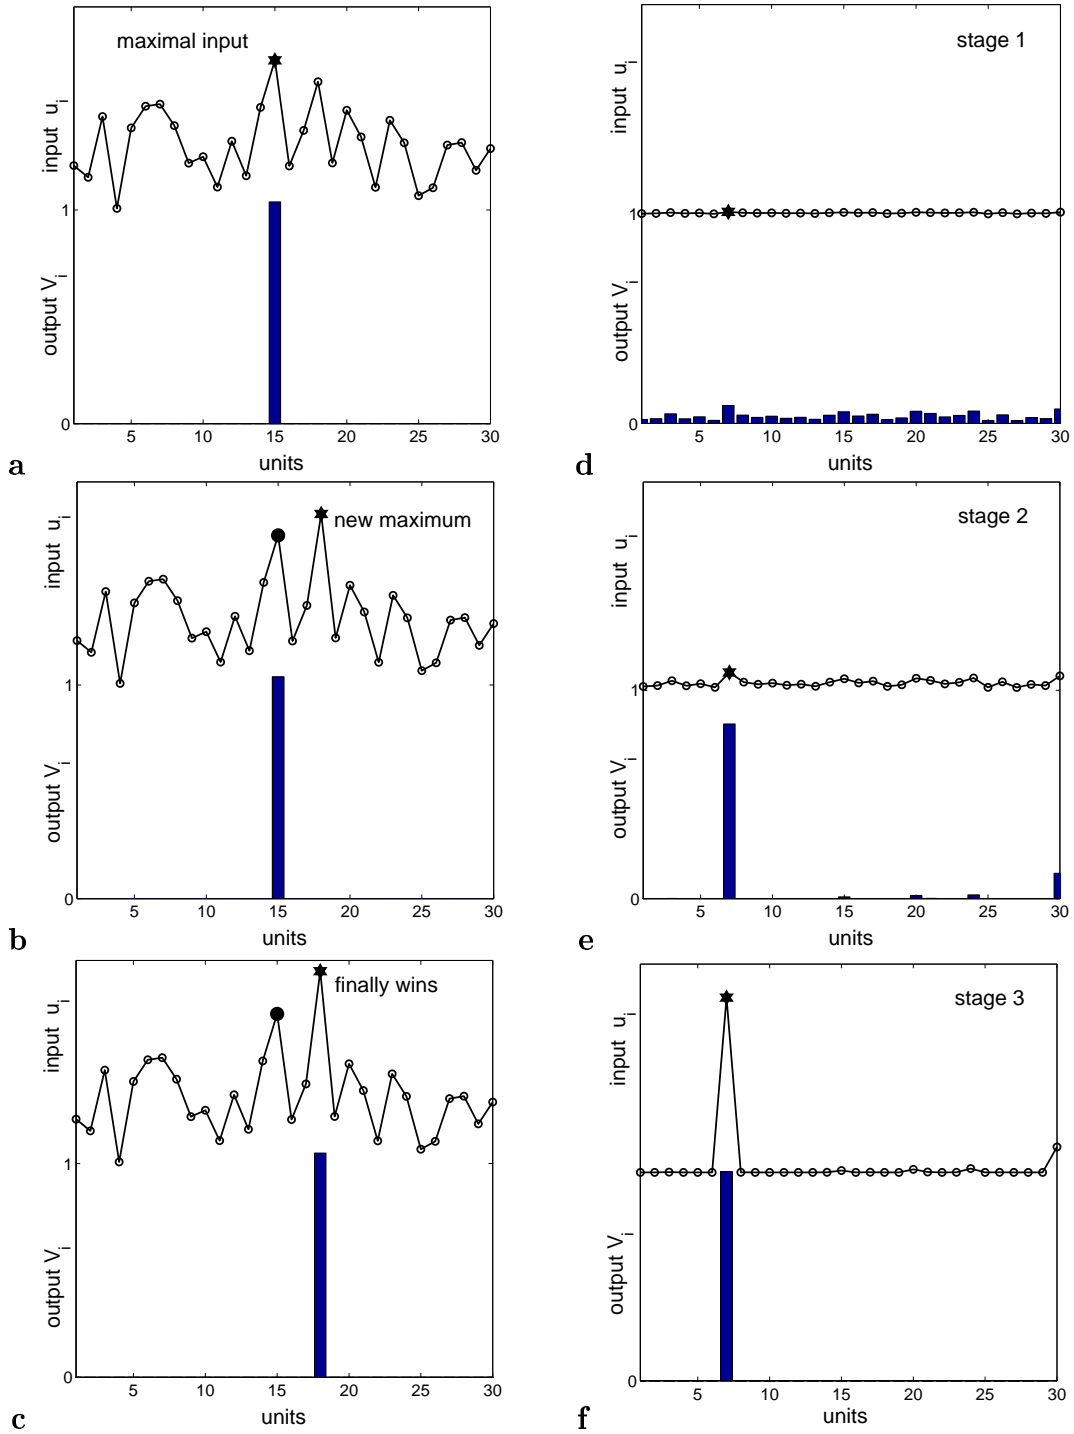 maximal input
input u_i
1
output V_i
0
5 10 15 20 25 30
units
a
new maximum
input u_i
1
output V_i
0
5 10 15 20 25 30
units
b
finally wins
input u_i
1
output V_i
0
5 10 15 20 25 30
units
c
stage 1
input u_i
1
output V_i
0
5 10 15 20 25 30
units
d
stage 2
input u_i
1
output V_i
0
5 10 15 20 25 30
units
e
stage 3
input u_i
1
output V_i
0
5 10 15 20 25 30
units
f